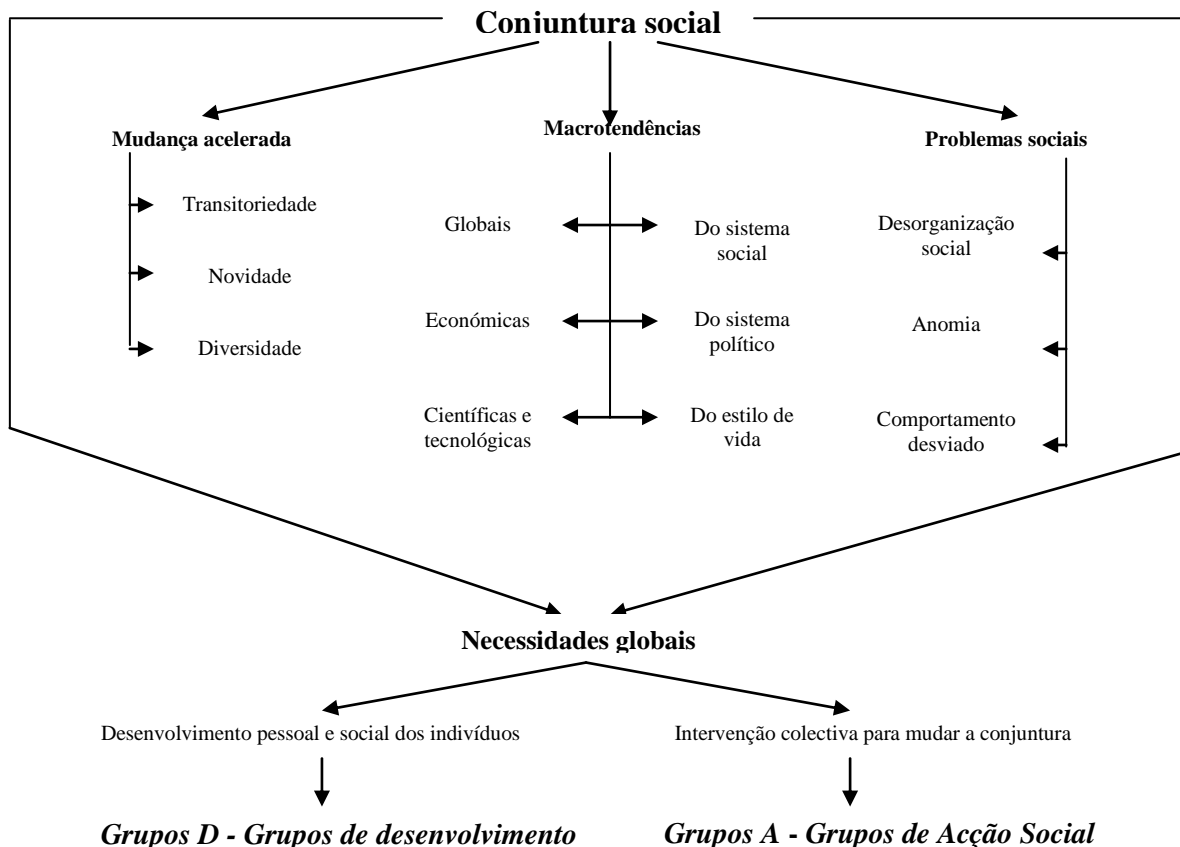 Conjuntura social
Mudança acelerada
Macrotendências
Problemas sociais
Transitoriedade
Novidade
Diversidade
Globais
Do sistema
social
Económicas
Do sistema
político
Científicas e
tecnológicas
Do estilo de
vida
Desorganização
social
Anomia
Comportamento
desviado
Necessidades globais
Desenvolvimento pessoal e social dos indivíduos
Intervenção colectiva para mudar a conjuntura
Grupos D - Grupos de desenvolvimento
Grupos A - Grupos de Acção Social